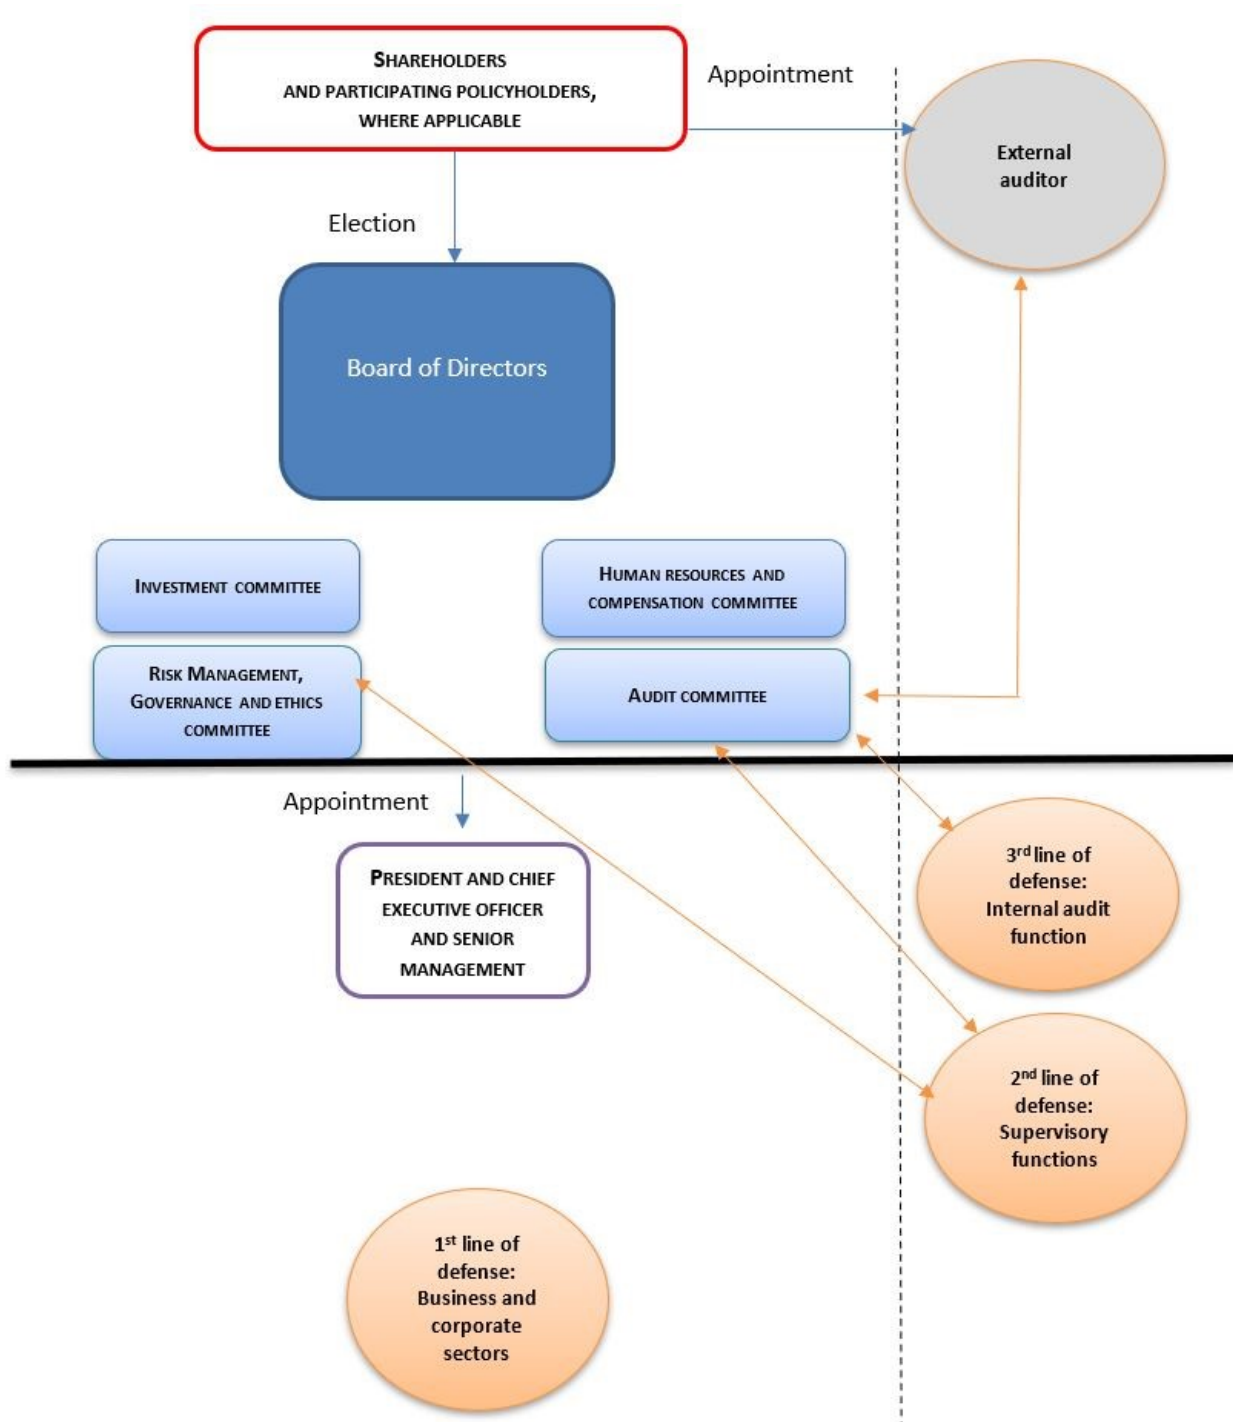 SHAREHOLDERS
AND PARTICIPATING POLICYHOLDERS,
WHERE APPLICABLE
Appointment
External
auditor
Election
Board of Directors
INVESTMENT COMMITTEE
HUMAN RESOURCES AND
COMPENSATION COMMITTEE
RISK MANAGEMENT,
GOVERNANCE AND ETHICS
COMMITTEE
AUDIT COMMITTEE
Appointment
PRESIDENT AND CHIEF
EXECUTIVE OFFICER
AND SENIOR
MANAGEMENT
3rd line of
defense:
Internal audit
function
2nd line of
defense:
Supervisory
functions
1st line of
defense:
Business and
corporate
sectors